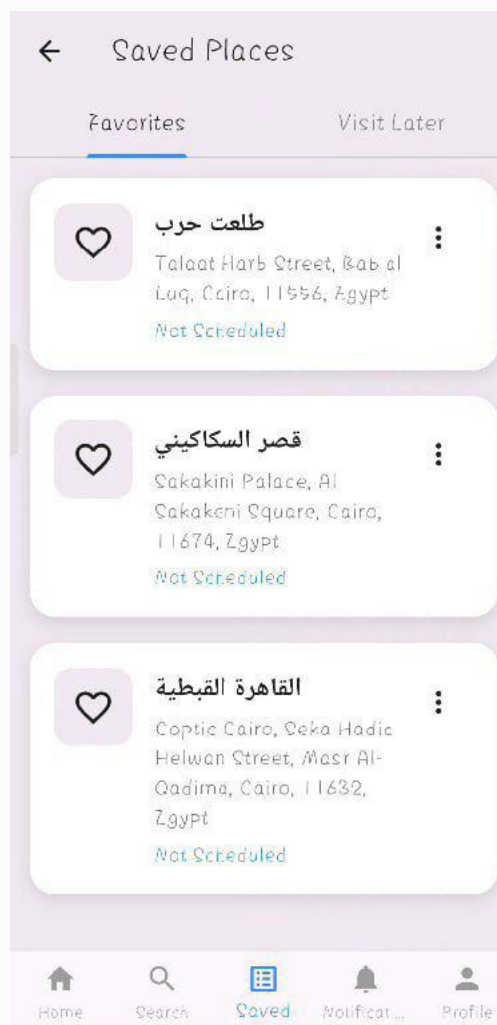 Saved Places
Favorites
Visit Later
طلعت حرب
Talaat Harb Street, Bab al
Luq, Cairo, 11556, Egypt
Not Scheduled
قصر السكاكيني
Sakakini Palace, Al
Sakakeni Square, Cairo,
11674, Egypt
Not Scheduled
القاهرة القبطية
Coptic Cairo, Seka Hadid
Helwan Street, Masr Al-
Qadima, Cairo, 11632,
Egypt
Not Scheduled
Home
Search
Saved
Notificat...
Profile